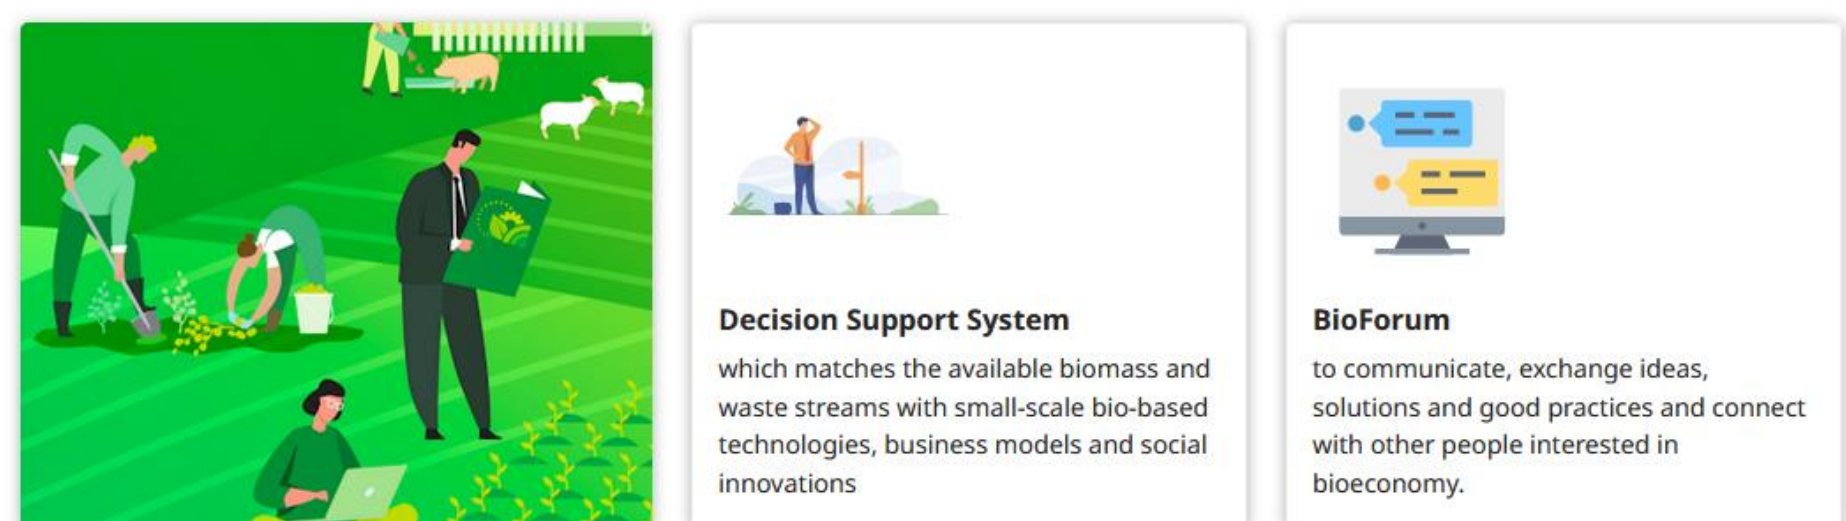 Decision Support System
which matches the available biomass and
waste streams with small-scale bio-based
technologies, business models and social
innovations
BioForum
to communicate, exchange ideas,
solutions and good practices and connect
with other people interested in
bioeconomy.